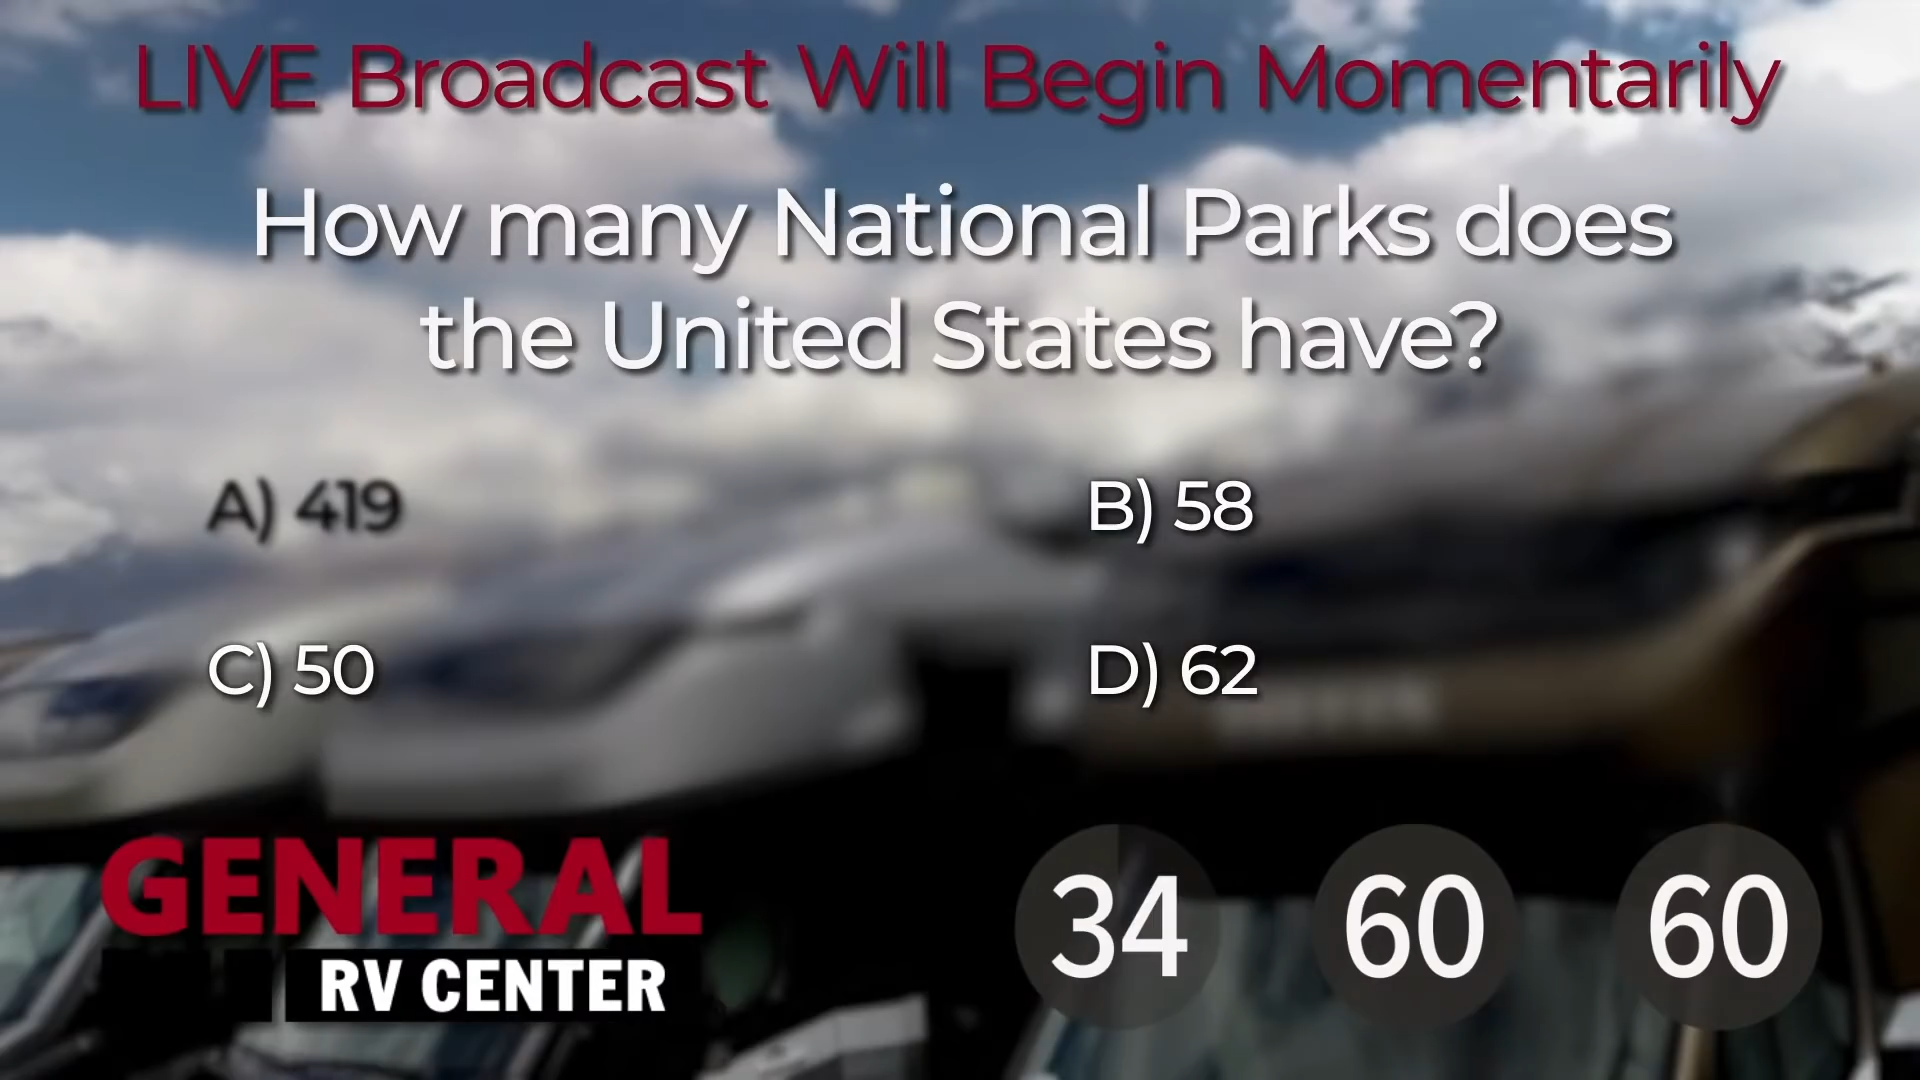 LIVE Broadcast Will Begin Momentarily
How many National Parks does
the United States have?
A) 419
B) 58
C) 50
D) 62
GENERAL
RV CENTER
34 60 60